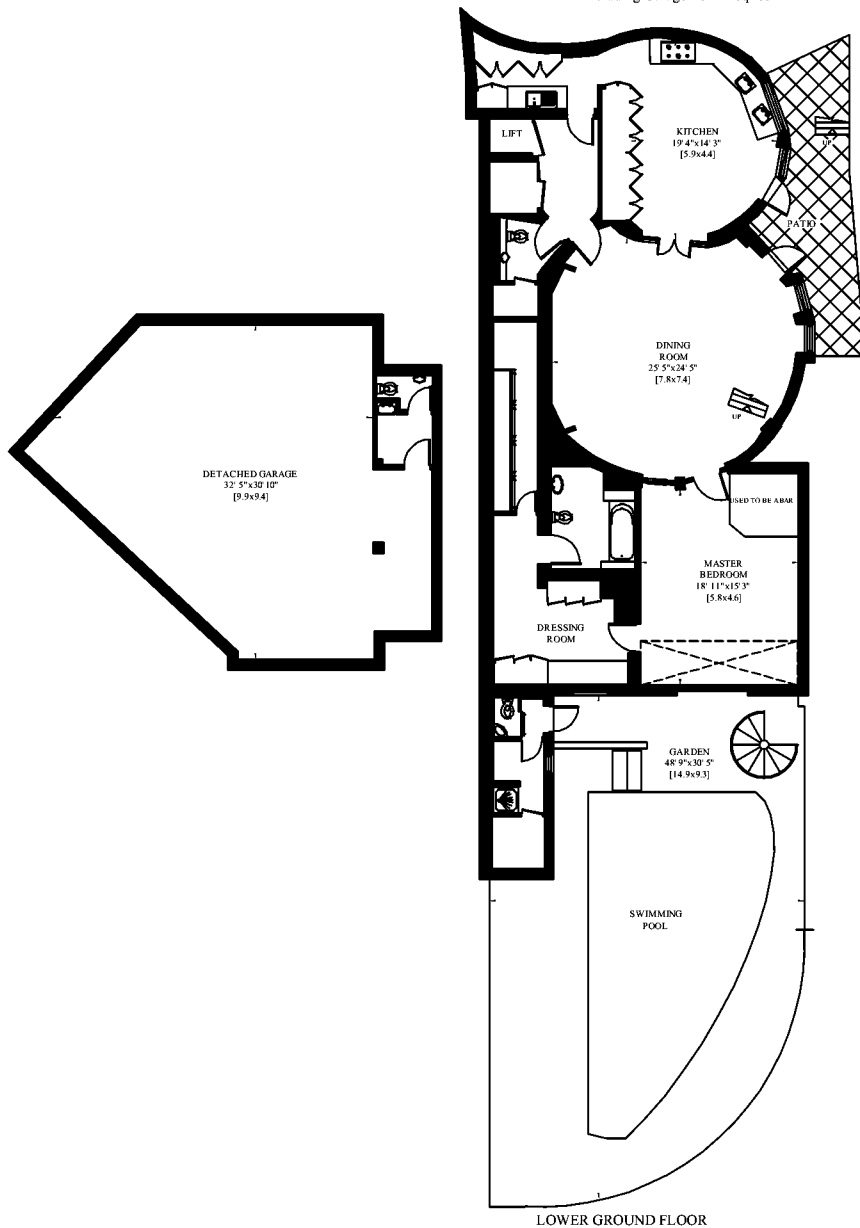 LIFT
KITCHEN
19' 4"x14' 3"
[5.9x4.4]
UP
PATIO
DINING
ROOM
25' 5"x24' 5"
[7.8x7.4]
UP
DETACHED GARAGE
32' 5"x30' 10"
[9.9x9.4]
USED TO BE A BAR
MASTER
BEDROOM
18' 11"x15' 3"
[5.8x4.6]
DRESSING
ROOM
GARDEN
48' 9"x30' 5"
[14.9x9.3]
SWIMMING
POOL
LOWER GROUND FLOOR